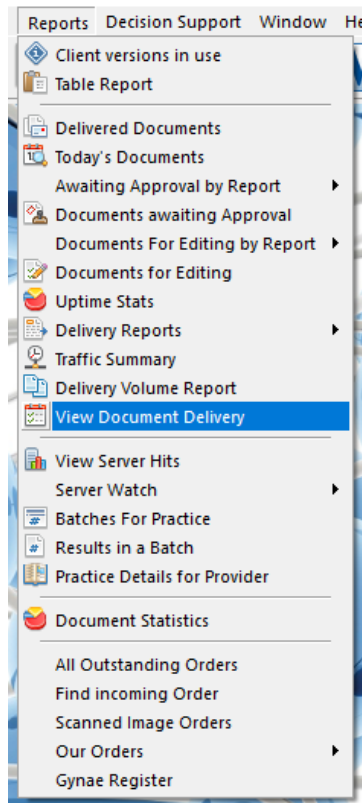 Reports Decision Support Window He
Client versions in use
Table Report
Delivered Documents
Today's Documents
Awaiting Approval by Report
Documents awaiting Approval
Documents For Editing by Report
Documents for Editing
Uptime Stats
Delivery Reports
Traffic Summary
Delivery Volume Report
View Document Delivery
View Server Hits
Server Watch
Batches For Practice
Results in a Batch
Practice Details for Provider
Document Statistics
All Outstanding Orders
Find incoming Order
Scanned Image Orders
Our Orders
Gynae Register